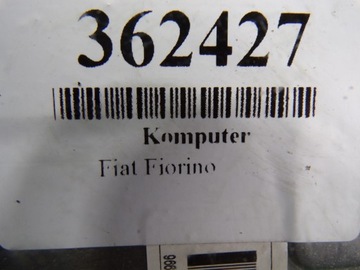 362427
Komputer
Fiat Fiorino